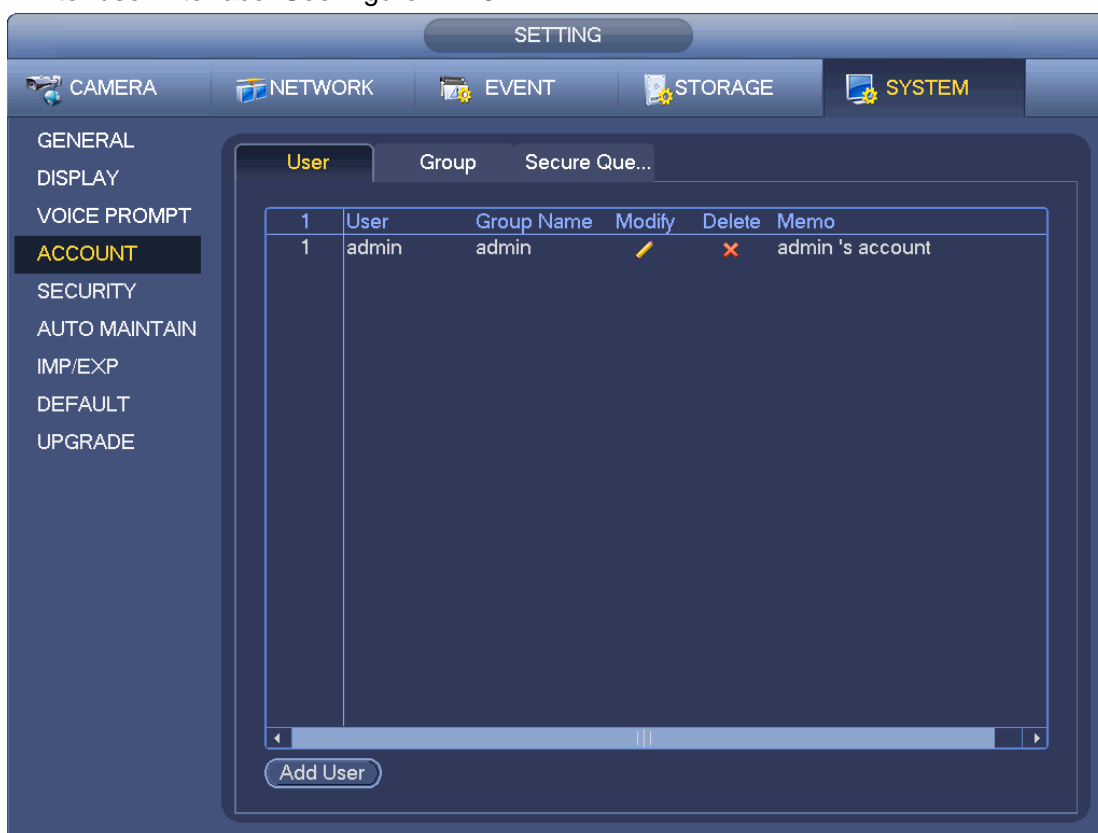 SETTING
CAMERA NETWORK EVENT STORAGE SYSTEM
GENERAL
DISPLAY
VOICE PROMPT
ACCOUNT
SECURITY
AUTO MAINTAIN
IMP/EXP
DEFAULT
UPGRADE
User Group Secure Que...
1 User Group Name Modify Delete Memo
1 admin admin admin 's account
Add User